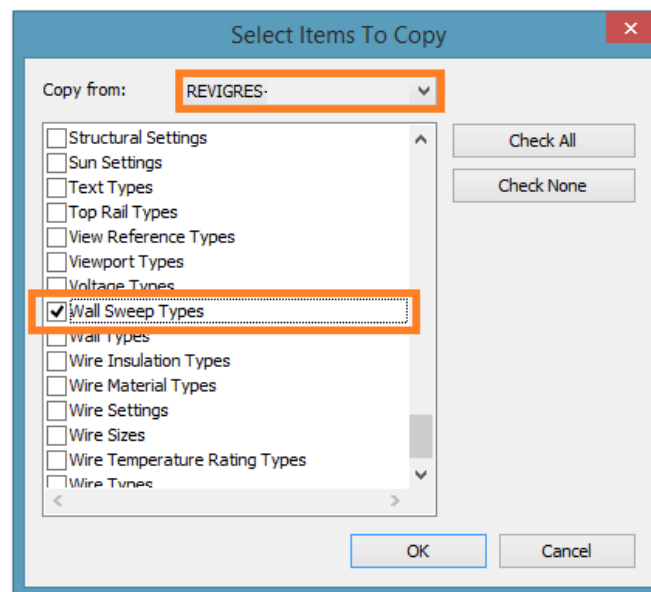 Select Items To Copy
Copy from: REVIGRES-
Structural Settings
Sun Settings
Text Types
Top Rail Types
View Reference Types
Viewport Types
Voltage Types
Wall Sweep Types
Wall Types
Wire Insulation Types
Wire Material Types
Wire Settings
Wire Sizes
Wire Temperature Rating Types
Wire Types
Check All
Check None
OK
Cancel